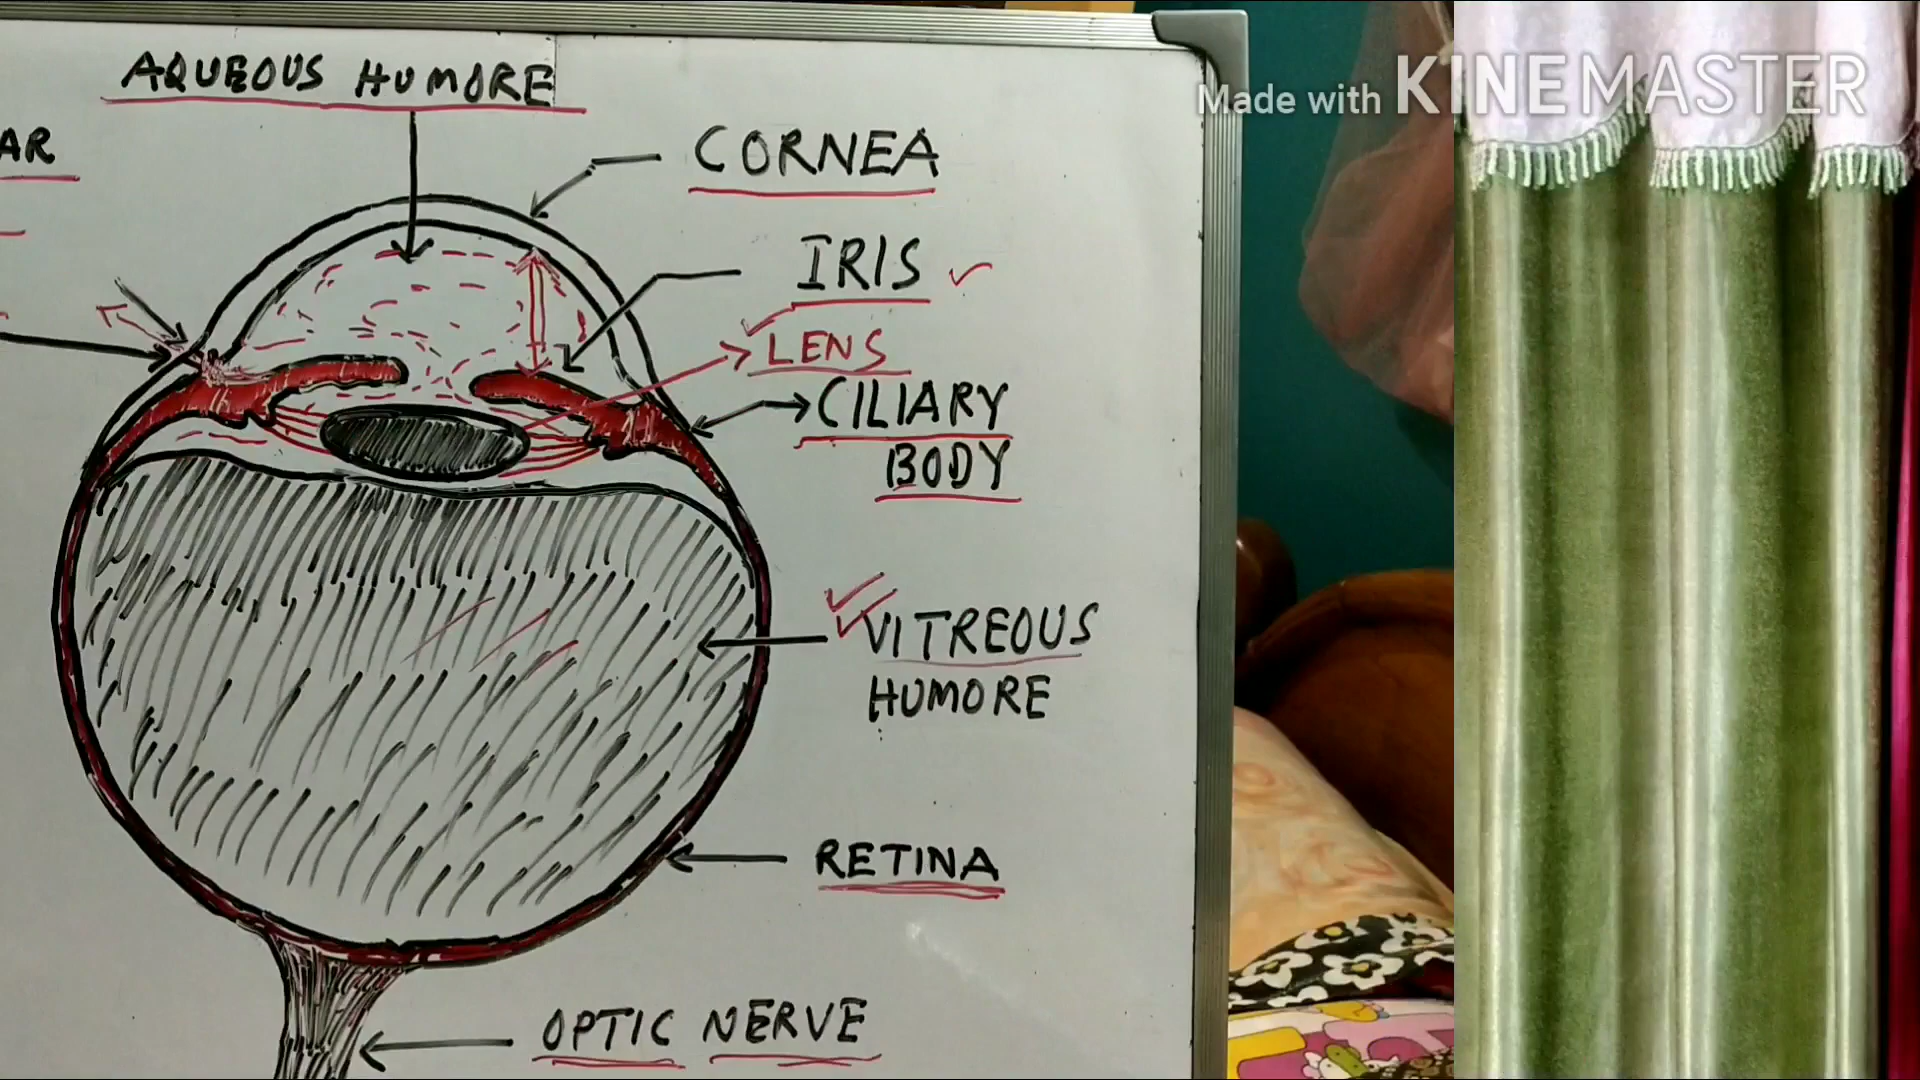 AQUEOUS HUMORE
Made with KINEMASTER
AR
CORNEA
IRIS
LENS
CILIARY
BODY
VITREOUS
HUMORE
RETINA
OPTIC NERVE